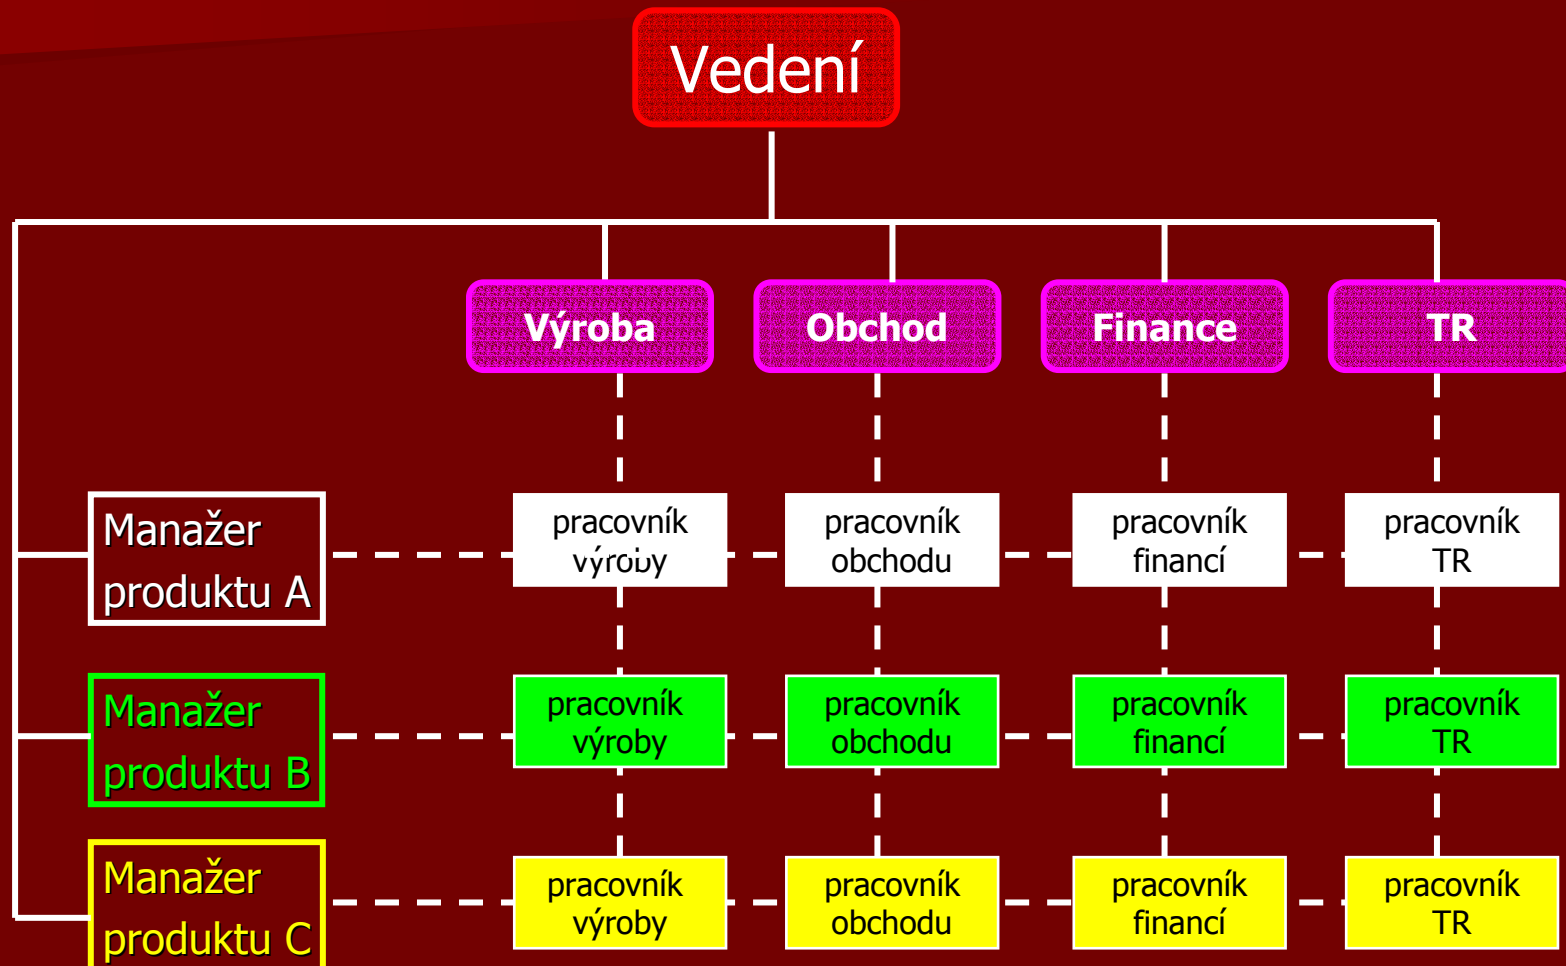 Vedení
Výroba
Obchod
Finance
TR
Manažer
produktu A
pracovník
výroby
pracovník
obchodu
pracovník
financí
pracovník
TR
Manažer
produktu B
pracovník
výroby
pracovník
obchodu
pracovník
financí
pracovník
TR
Manažer
produktu C
pracovník
výroby
pracovník
obchodu
pracovník
financí
pracovník
TR